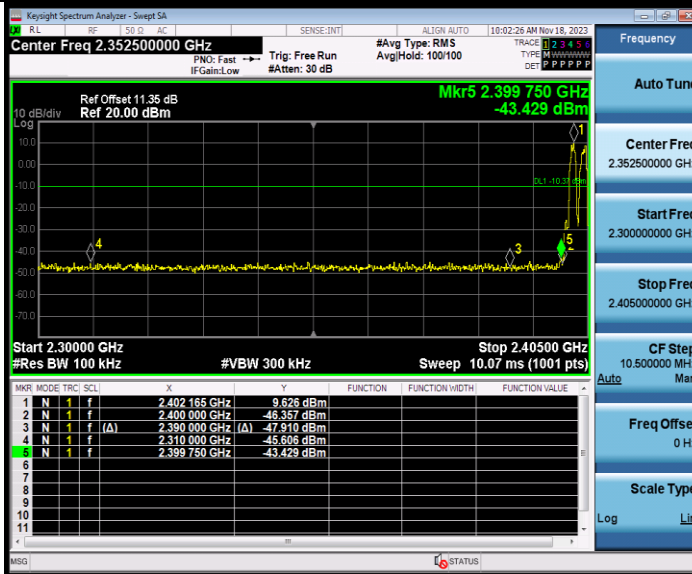 Keysight Spectrum Analyzer - Swept SA
RL RF 50 Ω AC SENSE:INT ALIGN AUTO 10:02:26 AM Nov 18, 2023
Center Freq 2.352500000 GHz
PNO: Fast
IFGain:Low
Trig: Free Run
#Atten: 30 dB
#Avg Type: RMS
Avg|Hold: 100/100
TRACE 1 2 3 4 5 6
TYPE M W W W W W
DET P P P P P P
Mkr5 2.399 750 GHz
-43.429 dBm
Ref Offset 11.35 dB
10 dB/div Ref 20.00 dBm
Log
10.0
0.00
-10.0
-20.0
-30.0
-40.0
-50.0
-60.0
-70.0
1
DL1 -10.37 dBm
4
3
5
Start 2.30000 GHz Stop 2.40500 GHz
#Res BW 100 kHz #VBW 300 kHz Sweep 10.07 ms (1001 pts)
MKR MODE TRC SCL X Y FUNCTION FUNCTION WIDTH FUNCTION VALUE
1 N 1 f 2.402 165 GHz 9.626 dBm
2 N 1 f 2.400 000 GHz -46.357 dBm
3 N 1 f (Δ) 2.390 000 GHz (Δ) -47.910 dBm
4 N 1 f 2.310 000 GHz -45.606 dBm
5 N 1 f 2.399 750 GHz -43.429 dBm
6
7
8
9
10
11
MSG STATUS
Frequency
Auto Tune
Center Freq
2.352500000 GHz
Start Freq
2.300000000 GHz
Stop Freq
2.405000000 GHz
CF Step
10.500000 MHz
Auto Man
Freq Offset
0 Hz
Scale Type
Log Lin